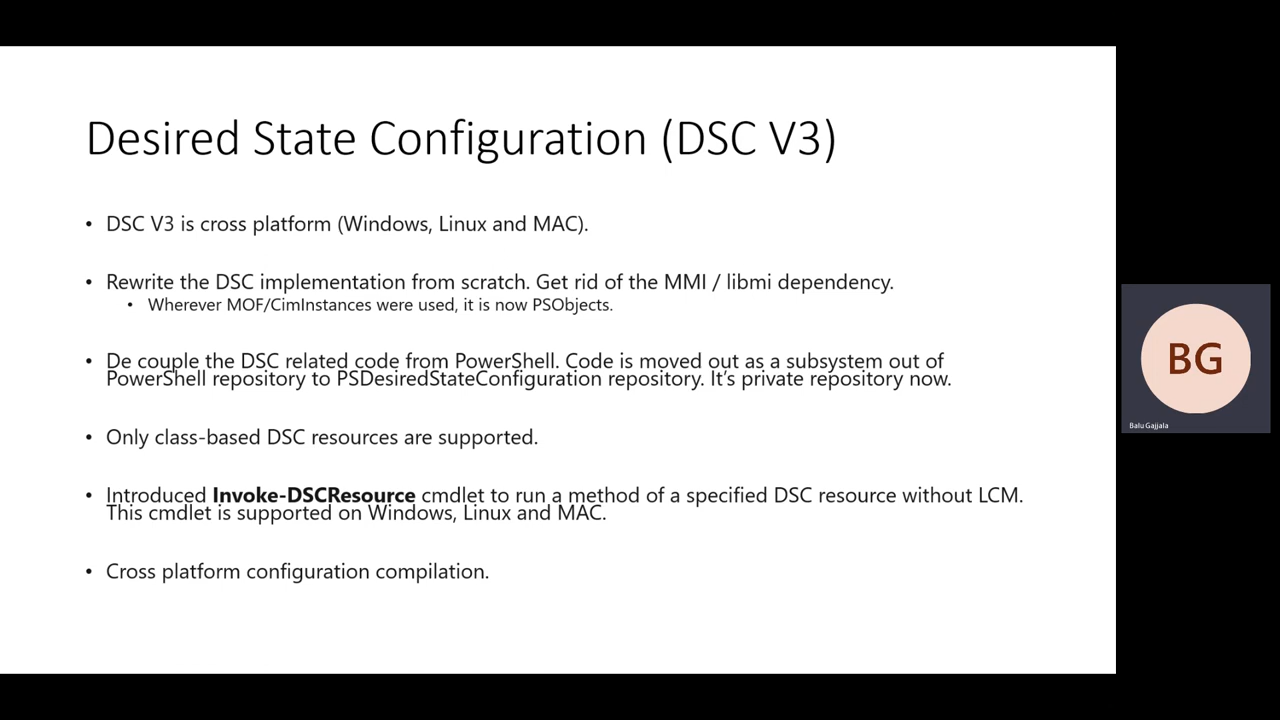 Desired State Configuration (DSC V3)
• DSC V3 is cross platform (Windows, Linux and MAC).
• Rewrite the DSC implementation from scratch. Get rid of the MMI / libmi dependency.
• Wherever MOF/CimInstances were used, it is now PSObjects.
• De couple the DSC related code from PowerShell. Code is moved out as a subsystem out of
PowerShell repository to PSDesiredStateConfiguration repository. It’s private repository now.
• Only class-based DSC resources are supported.
• Introduced Invoke-DSCResource cmdlet to run a method of a specified DSC resource without LCM.
This cmdlet is supported on Windows, Linux and MAC.
• Cross platform configuration compilation.
BG
Balu Gajjala